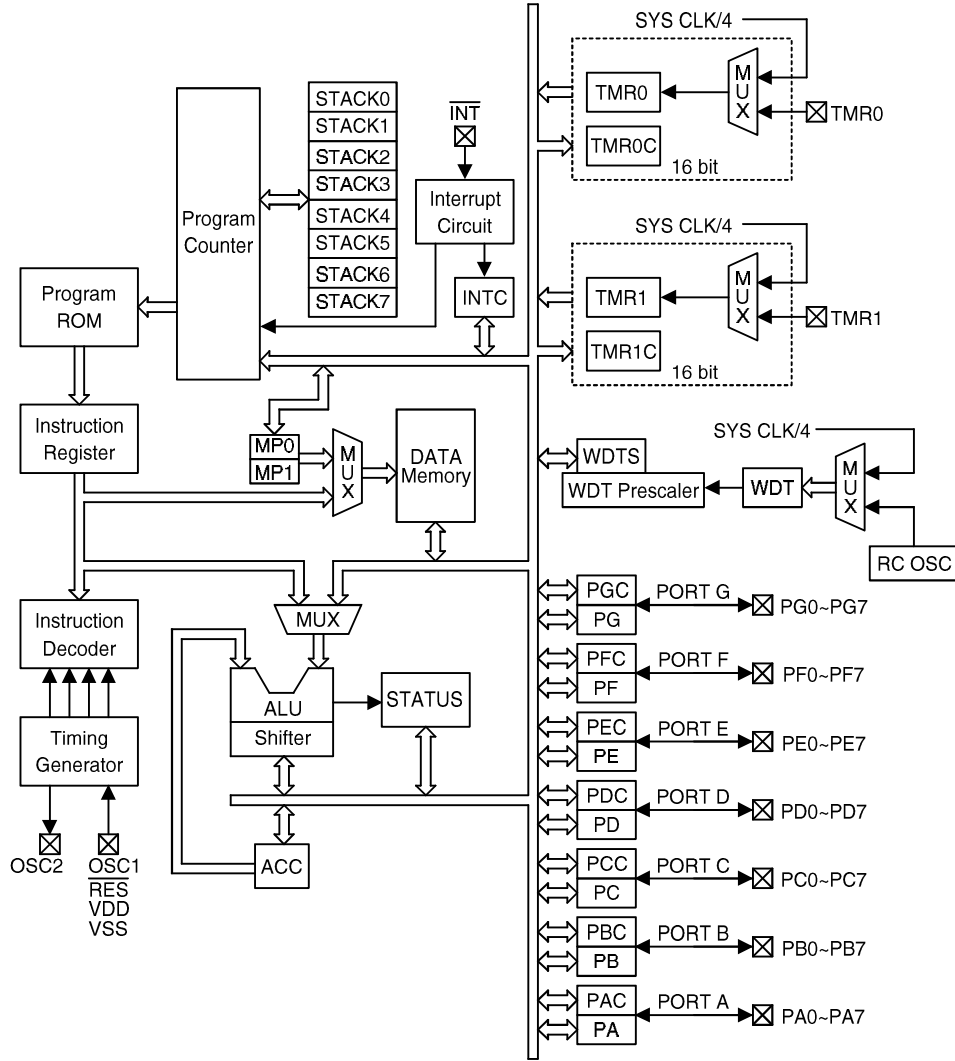 SYS CLK/4
MUX
TMR0
TMR0
TMR0C
16 bit
STACK0
STACK1
STACK2
STACK3
STACK4
STACK5
STACK6
STACK7
INT
Interrupt
Circuit
INTC
Program
Counter
Program
ROM
SYS CLK/4
MUX
TMR1
TMR1
TMR1C
16 bit
Instruction
Register
MP0
MP1
MUX
DATA
Memory
SYS CLK/4
WDTS
WDT Prescaler
WDT
MUX
RC OSC
Instruction
Decoder
MUX
ALU
Shifter
STATUS
Timing
Generator
OSC2
OSC1
RES
VDD
VSS
ACC
PGC
PG
PORT G
PG0~PG7
PFC
PF
PORT F
PF0~PF7
PEC
PE
PORT E
PE0~PE7
PDC
PD
PORT D
PD0~PD7
PCC
PC
PORT C
PC0~PC7
PBC
PB
PORT B
PB0~PB7
PAC
PA
PORT A
PA0~PA7